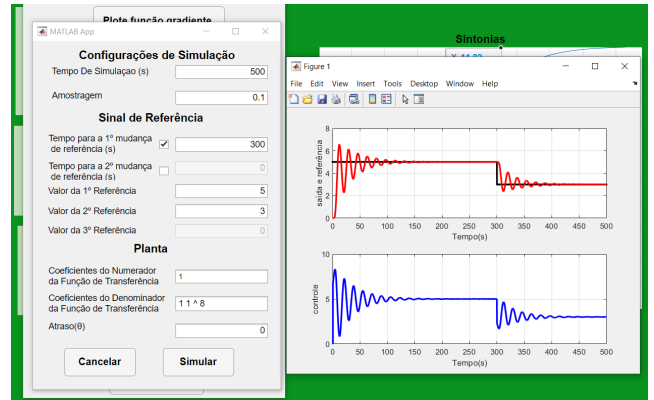 Plote função gradiente
MATLAB App
Configurações de Simulação
Tempo De Simulaçao (s)
500
Amostragem
0.1
Sinal de Referência
Tempo para a 1º mudança
de referência (s)
300
Tempo para a 2º mudança
de referência (s)
0
Valor da 1º Referência
5
Valor da 2º Referência
3
Valor da 3º Referência
0
Planta
Coeficientes do Numerador
da Função de Transferência
1
Coeficientes do Denominador
da Função de Transferência
1 1 ^ 8
Atraso(θ)
0
Cancelar
Simular
Sintonias
X 11.03
Figure 1
File Edit View Insert Tools Desktop Window Help
8
6
4
2
0
saída e referência
0 50 100 150 200 250 300 350 400 450 500
Tempo(s)
10
5
0
controle
0 50 100 150 200 250 300 350 400 450 500
Tempo(s)